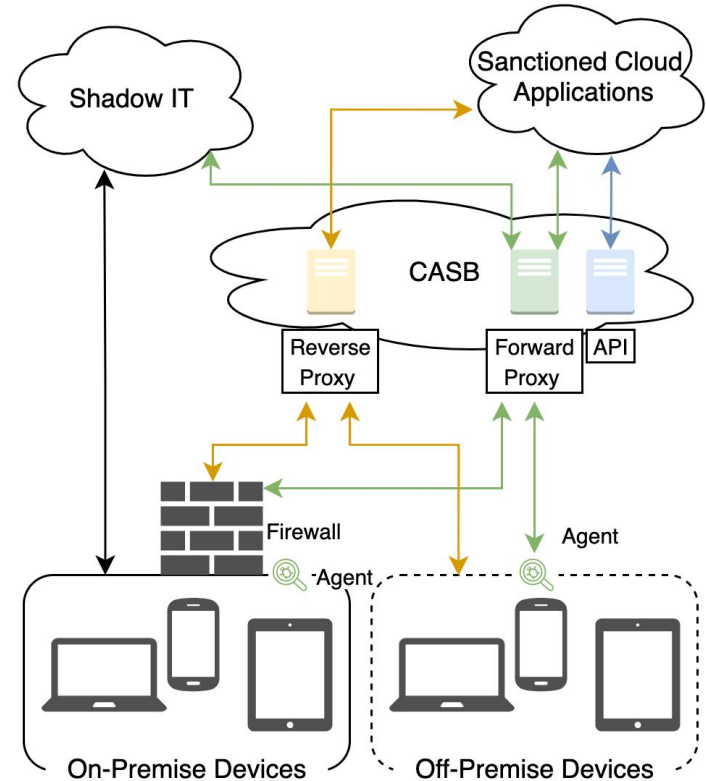 Shadow IT
Sanctioned Cloud
Applications
CASB
Reverse
Proxy
Forward
Proxy
API
Firewall
Agent
Agent
On-Premise Devices
Off-Premise Devices